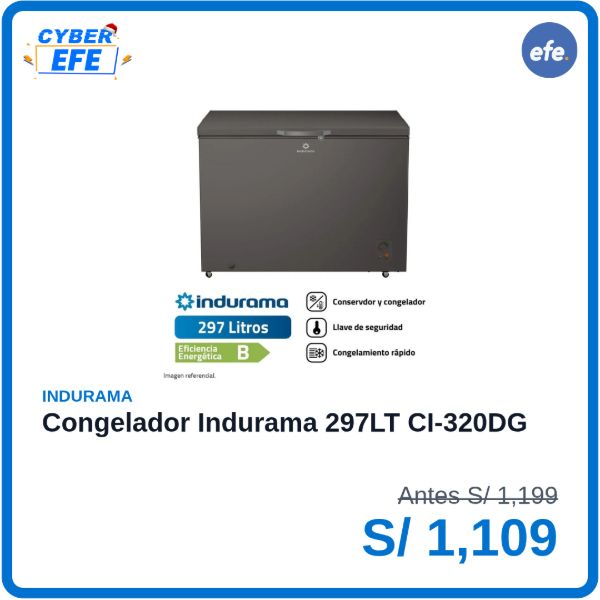 CYBER
EFE
efe.
indurama
indurama
297 Litros
Eficiencia
Energética
B
Conservdor y congelador
Llave de seguridad
Congelamiento rápido
Imagen referencial.
INDURAMA
Congelador Indurama 297LT CI-320DG
Antes S/ 1,199
S/ 1,109